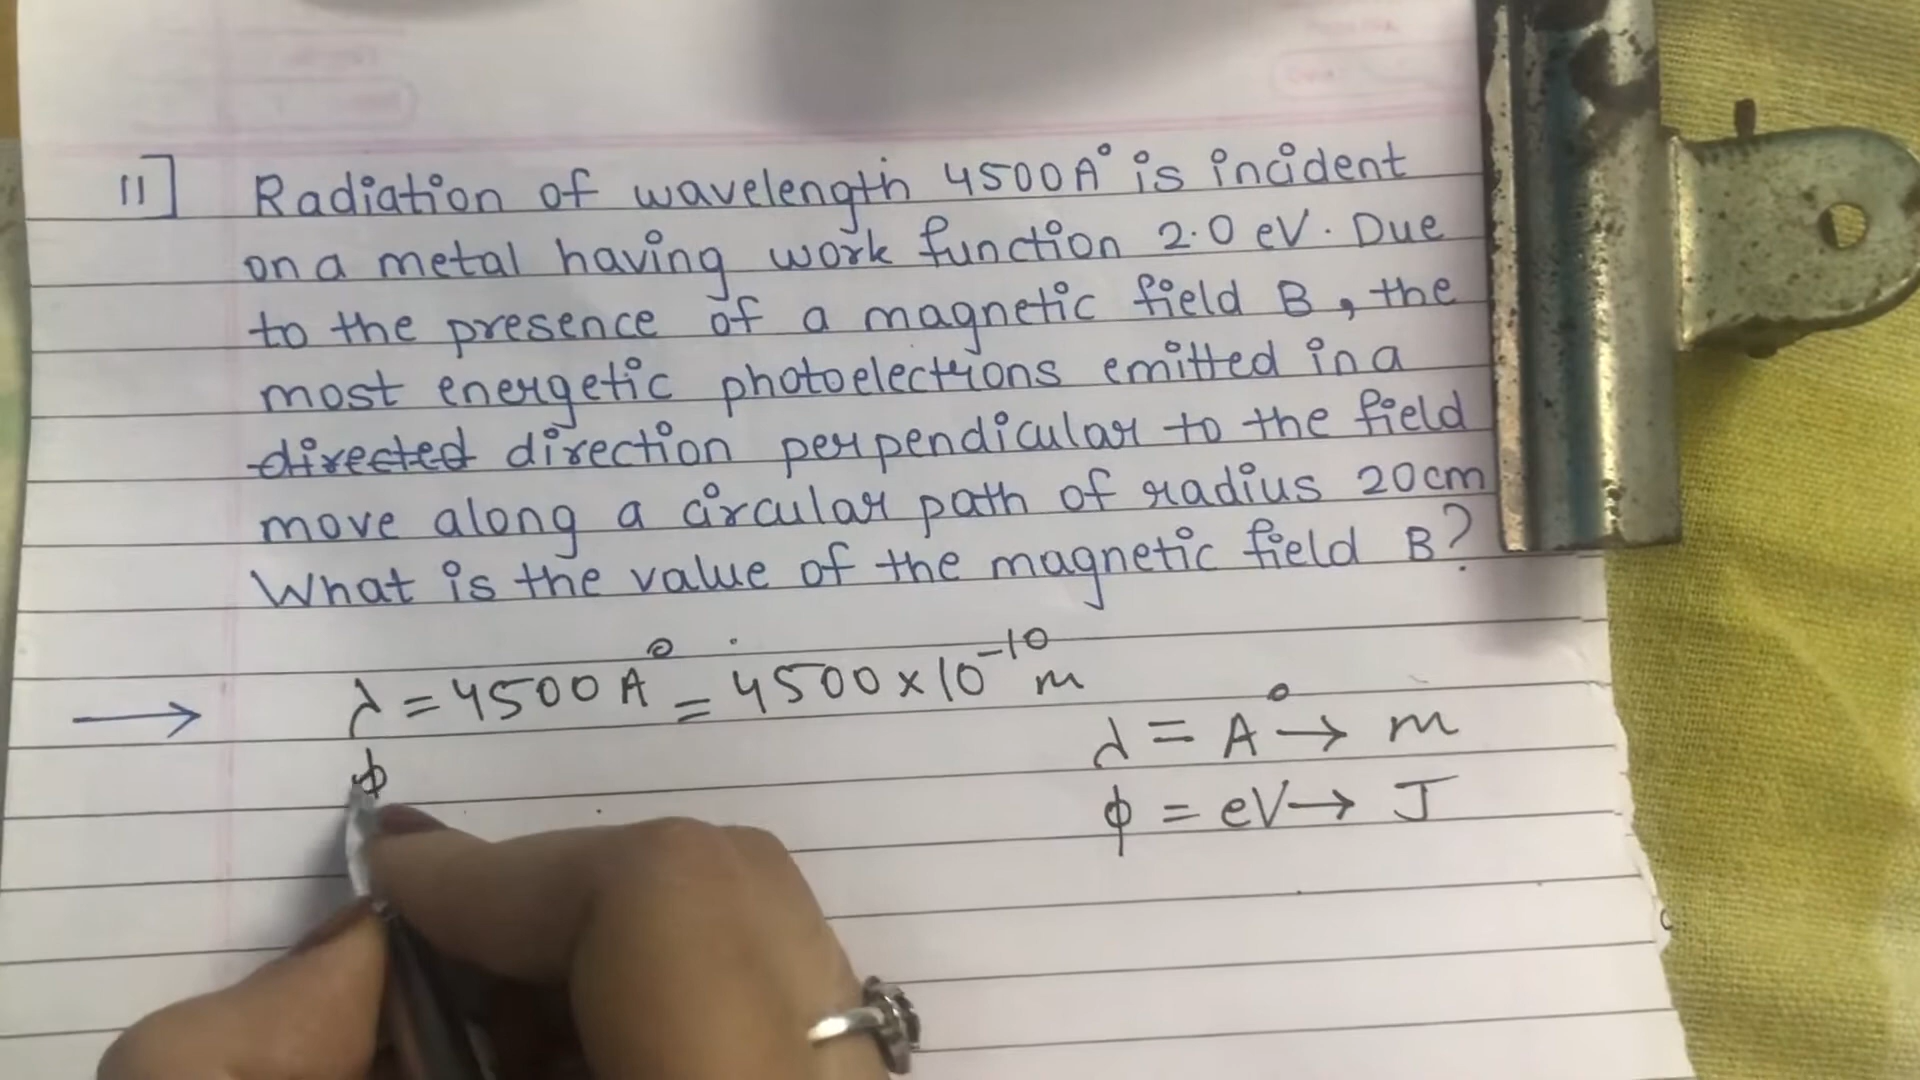 11] Radiation of wavelength 4500A° is incident
on a metal having work function 2.0 eV. Due
to the presence of a magnetic field B, the
most energetic photoelectrons emitted in a
directed direction perpendicular to the field
move along a circular path of radius 20cm
What is the value of the magnetic field B?
→ λ = 4500 A° = 4500 × 10⁻¹⁰ m
λ = A° → m
ϕ
ϕ = eV → J